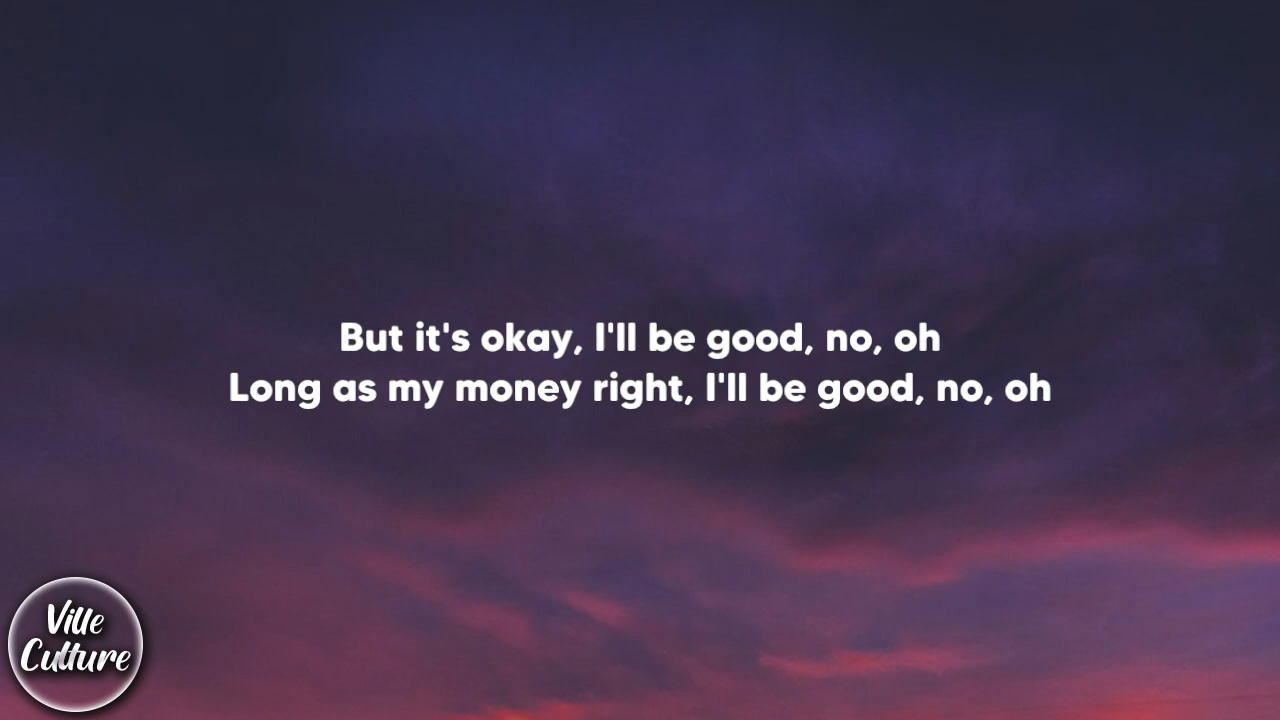 But it's okay, I'll be good, no, oh
Long as my money right, I'll be good, no, oh
Ville
Culture